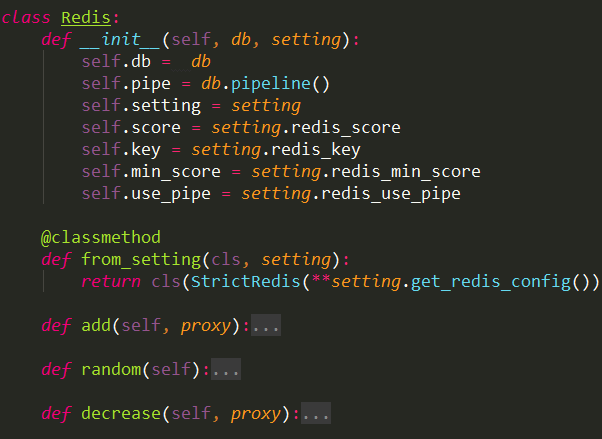 class Redis:
    def __init__(self, db, setting):
        self.db =  db
        self.pipe = db.pipeline()
        self.setting = setting
        self.score = setting.redis_score
        self.key = setting.redis_key
        self.min_score = setting.redis_min_score
        self.use_pipe = setting.redis_use_pipe
    @classmethod
    def from_setting(cls, setting):
        return cls(StrictRedis(**setting.get_redis_config())
    def add(self, proxy):...
    def random(self):...
    def decrease(self, proxy):...